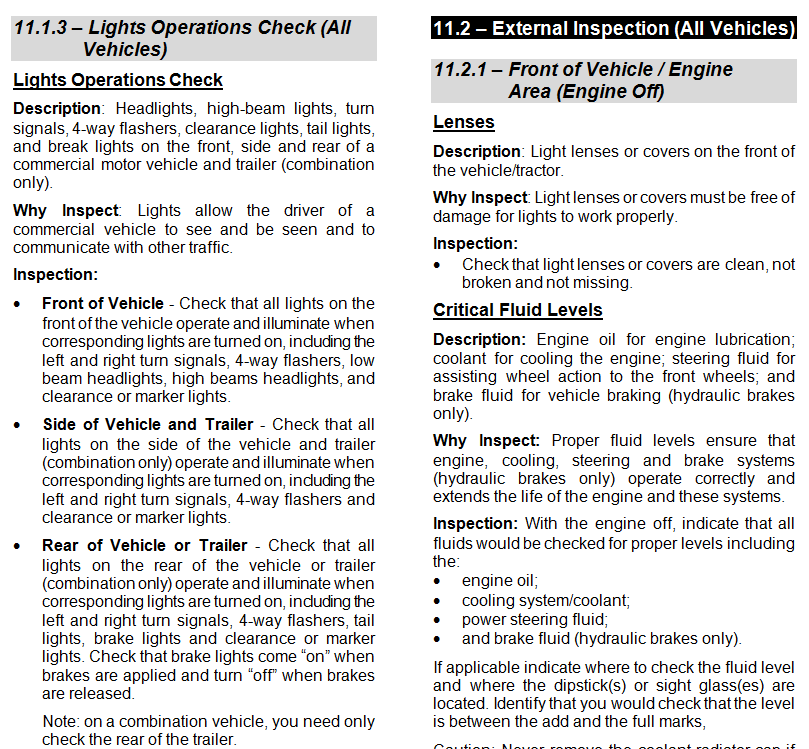 11.1.3 – Lights Operations Check (All
Vehicles)
Lights Operations Check
Description: Headlights, high-beam lights, turn
signals, 4-way flashers, clearance lights, tail lights,
and break lights on the front, side and rear of a
commercial motor vehicle and trailer (combination
only).
Why Inspect: Lights allow the driver of a
commercial vehicle to see and be seen and to
communicate with other traffic.
Inspection:
• Front of Vehicle - Check that all lights on the
front of the vehicle operate and illuminate when
corresponding lights are turned on, including the
left and right turn signals, 4-way flashers, low
beam headlights, high beams headlights, and
clearance or marker lights.
• Side of Vehicle and Trailer - Check that all
lights on the side of the vehicle and trailer
(combination only) operate and illuminate when
corresponding lights are turned on, including the
left and right turn signals, 4-way flashers and
clearance or marker lights.
• Rear of Vehicle or Trailer - Check that all
lights on the rear of the vehicle or trailer
(combination only) operate and illuminate when
corresponding lights are turned on, including the
left and right turn signals, 4-way flashers, tail
lights, brake lights and clearance or marker
lights. Check that brake lights come “on” when
brakes are applied and turn “off” when brakes
are released.
Note: on a combination vehicle, you need only
check the rear of the trailer.
11.2 – External Inspection (All Vehicles)
11.2.1 – Front of Vehicle / Engine
Area (Engine Off)
Lenses
Description: Light lenses or covers on the front of
the vehicle/tractor.
Why Inspect: Light lenses or covers must be free of
damage for lights to work properly.
Inspection:
• Check that light lenses or covers are clean, not
broken and not missing.
Critical Fluid Levels
Description: Engine oil for engine lubrication;
coolant for cooling the engine; steering fluid for
assisting wheel action to the front wheels; and
brake fluid for vehicle braking (hydraulic brakes
only).
Why Inspect: Proper fluid levels ensure that
engine, cooling, steering and brake systems
(hydraulic brakes only) operate correctly and
extends the life of the engine and these systems.
Inspection: With the engine off, indicate that all
fluids would be checked for proper levels including
the:
• engine oil;
• cooling system/coolant;
• power steering fluid;
• and brake fluid (hydraulic brakes only).
If applicable indicate where to check the fluid level
and where the dipstick(s) or sight glass(es) are
located. Identify that you would check that the level
is between the add and the full marks,
Caution: Never remove the coolant radiator cap if